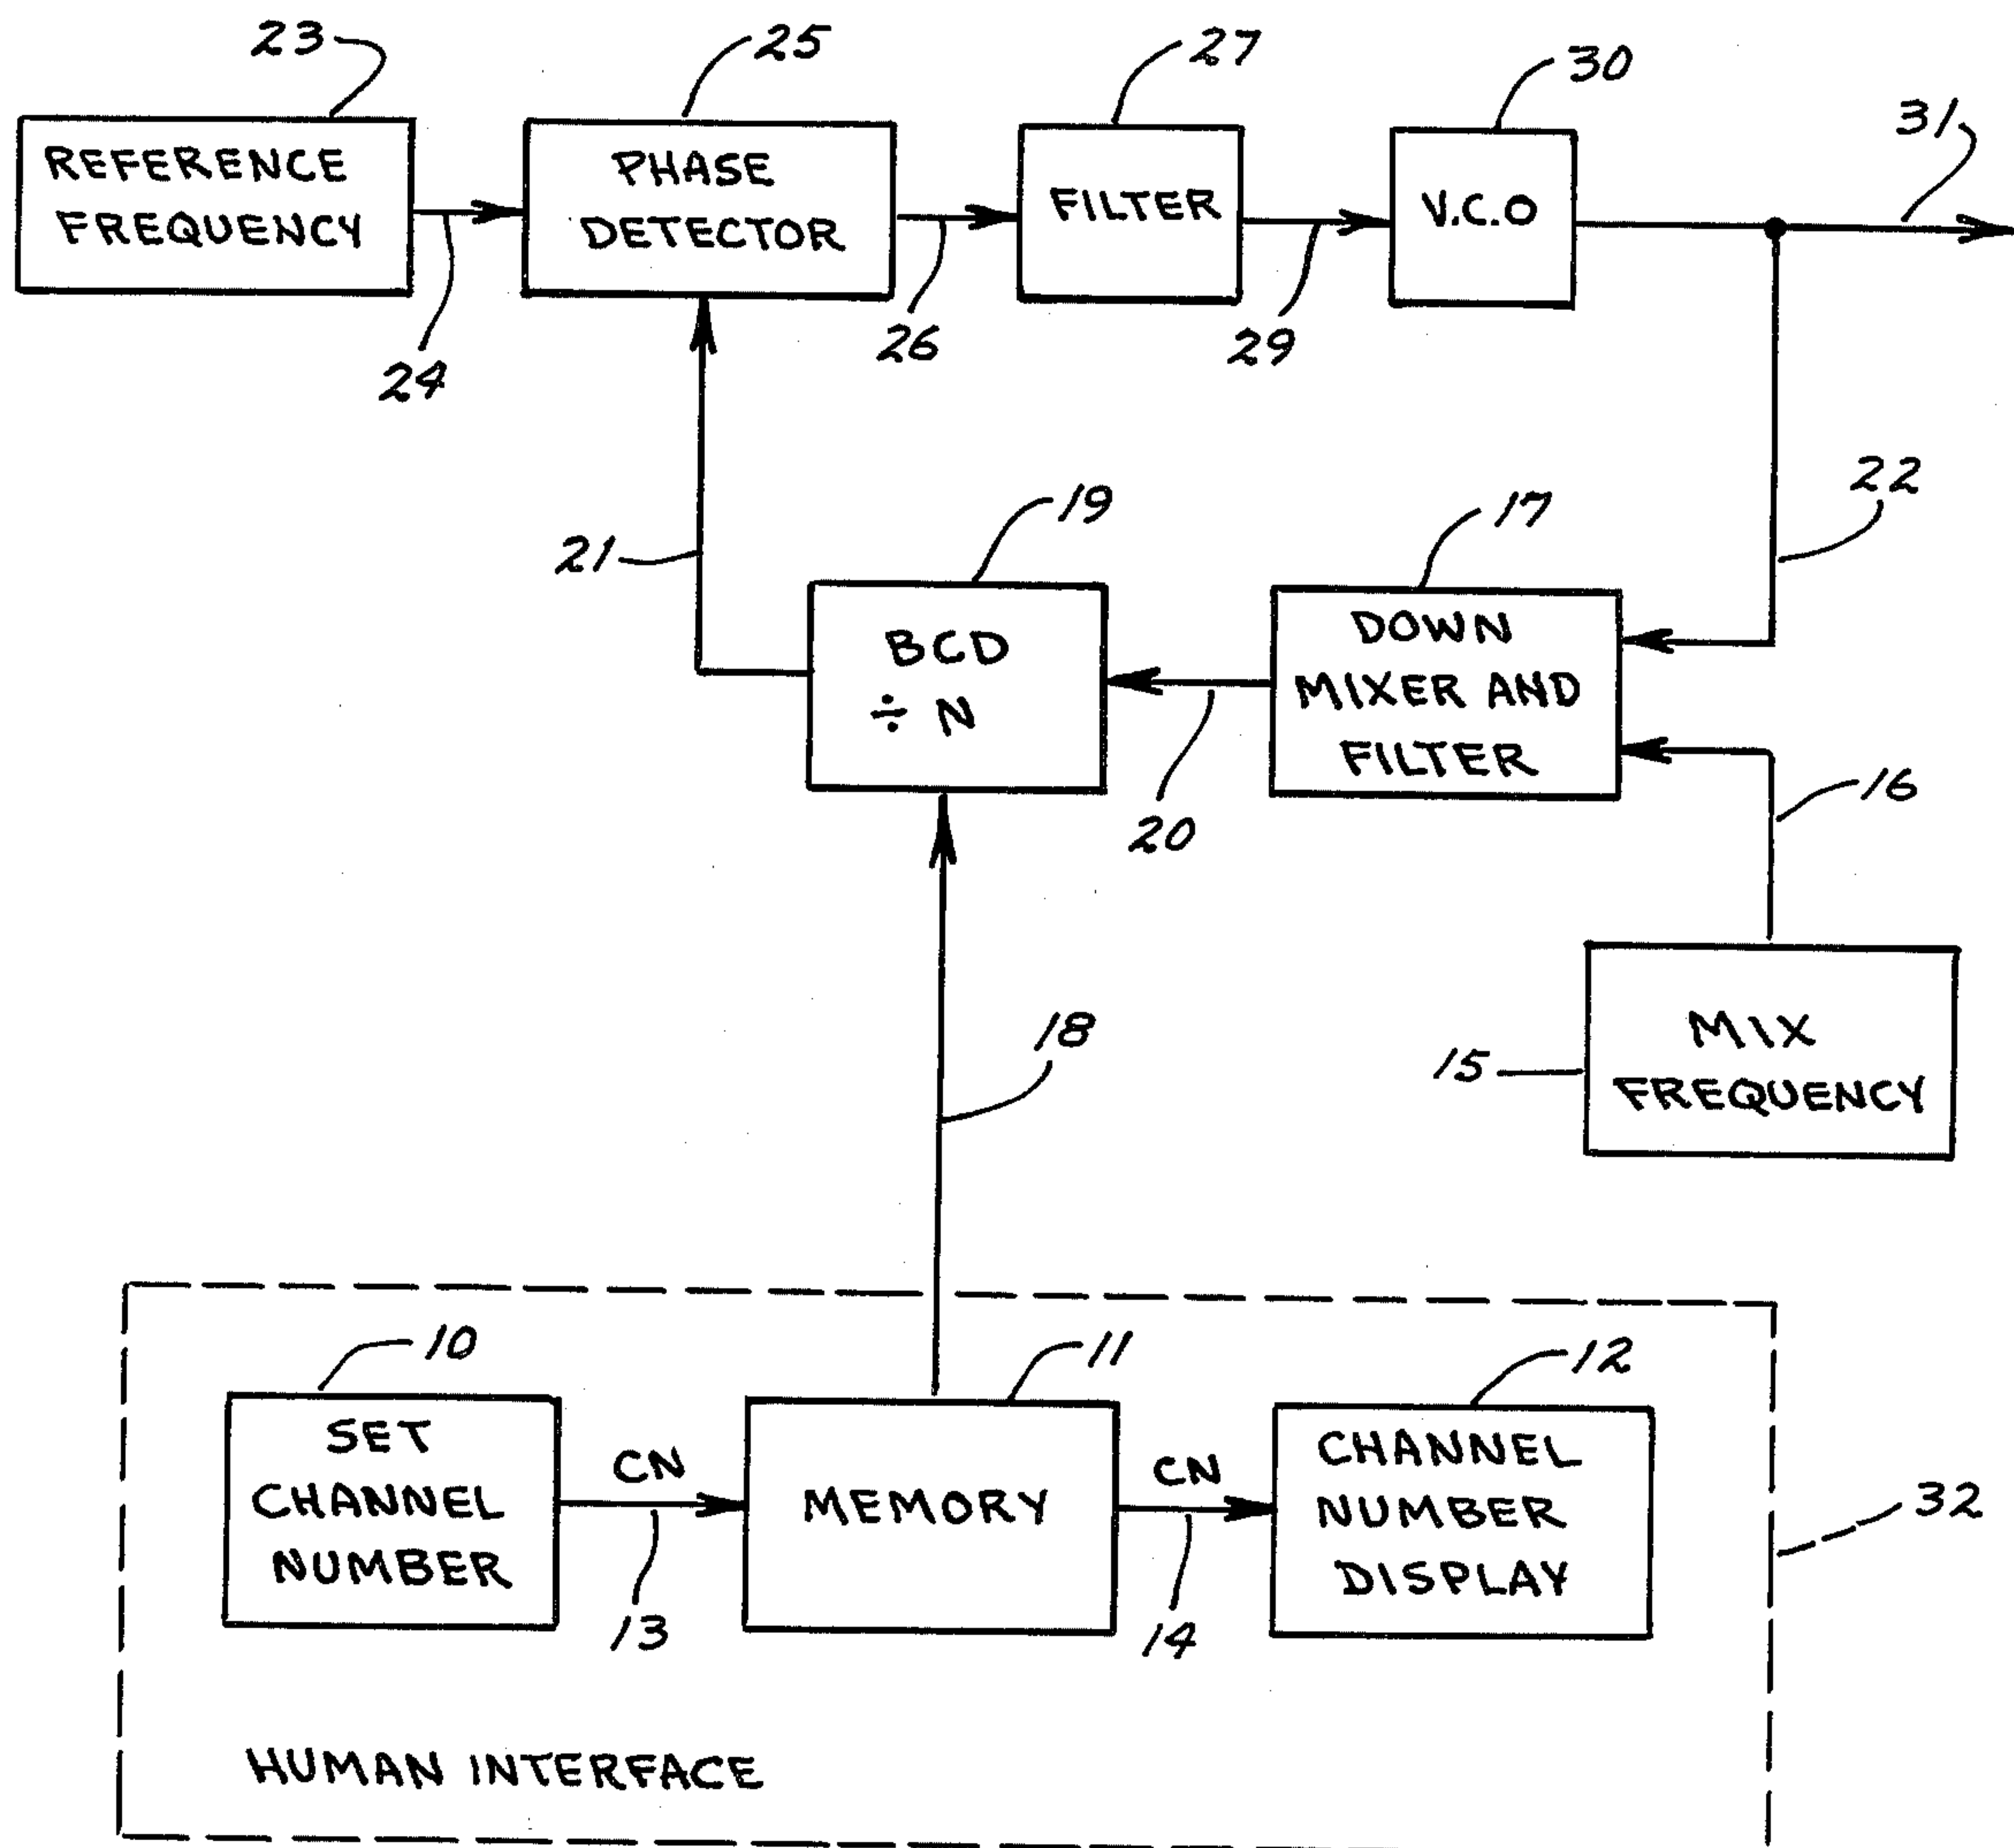 23
25
27
30
31
REFERENCE
FREQUENCY
PHASE
DETECTOR
FILTER
V.C.O
24
26
29
22
21
19
17
BCD
÷ N
DOWN
MIXER AND
FILTER
20
16
18
15
MIX
FREQUENCY
10
11
12
SET
CHANNEL
NUMBER
CN
MEMORY
CN
CHANNEL
NUMBER
DISPLAY
32
13
14
HUMAN INTERFACE